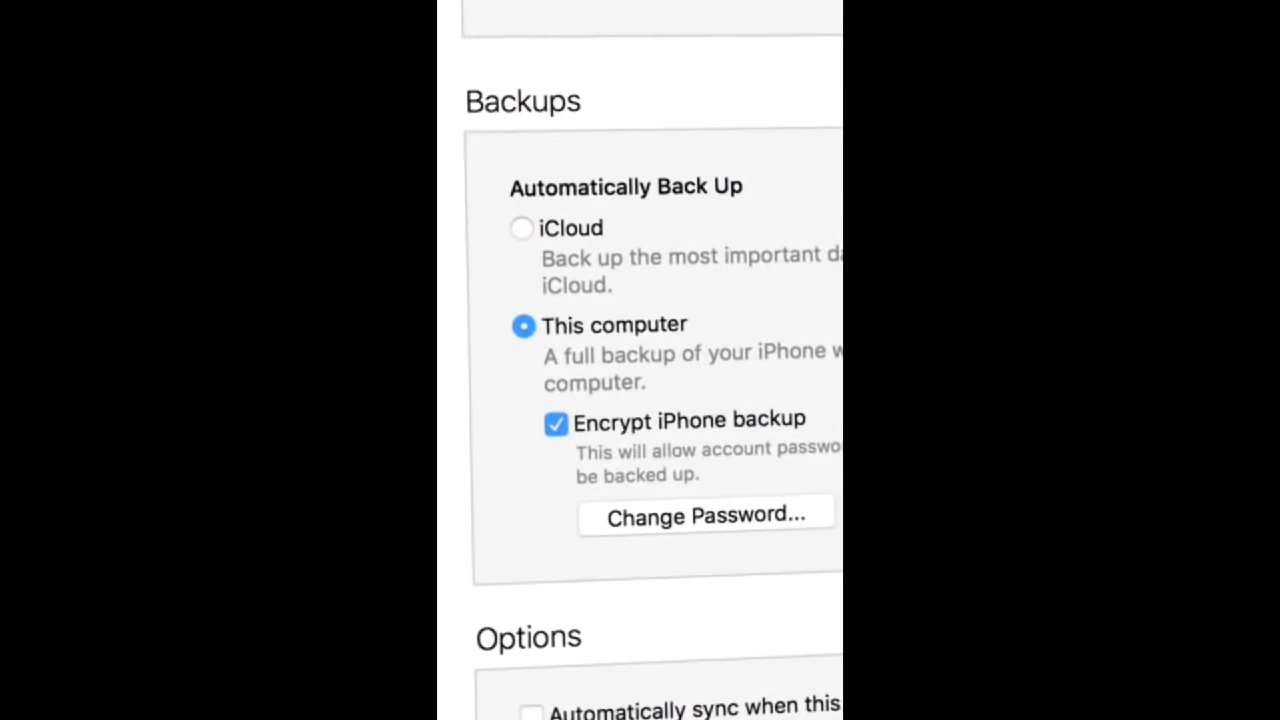 Backups
Automatically Back Up
iCloud
Back up the most important
iCloud.
This computer
A full backup of your iPhone
computer.
Encrypt iPhone backup
This will allow account
be backed up.
Change Password...
Options
Automatically sync when this